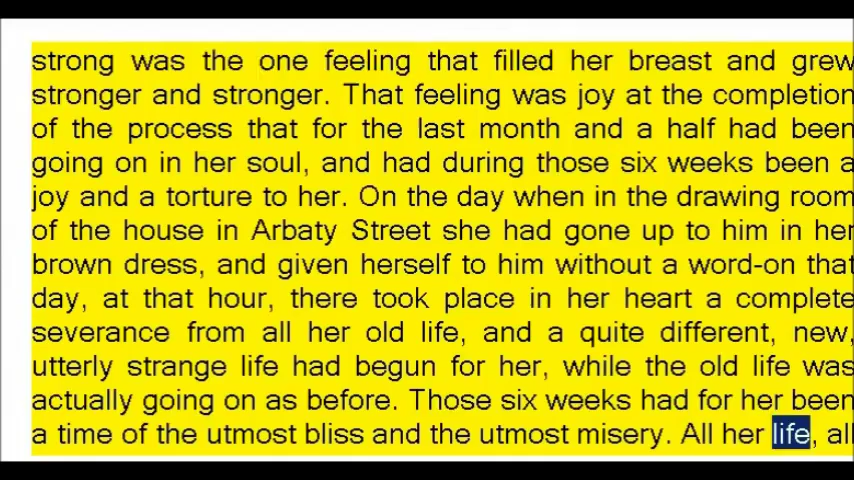 strong was the one feeling that filled her breast and grew
stronger and stronger. That feeling was joy at the completion
of the process that for the last month and a half had been
going on in her soul, and had during those six weeks been a
joy and a torture to her. On the day when in the drawing room
of the house in Arbaty Street she had gone up to him in her
brown dress, and given herself to him without a word-on that
day, at that hour, there took place in her heart a complete
severance from all her old life, and a quite different, new,
utterly strange life had begun for her, while the old life was
actually going on as before. Those six weeks had for her been
a time of the utmost bliss and the utmost misery. All her life, all